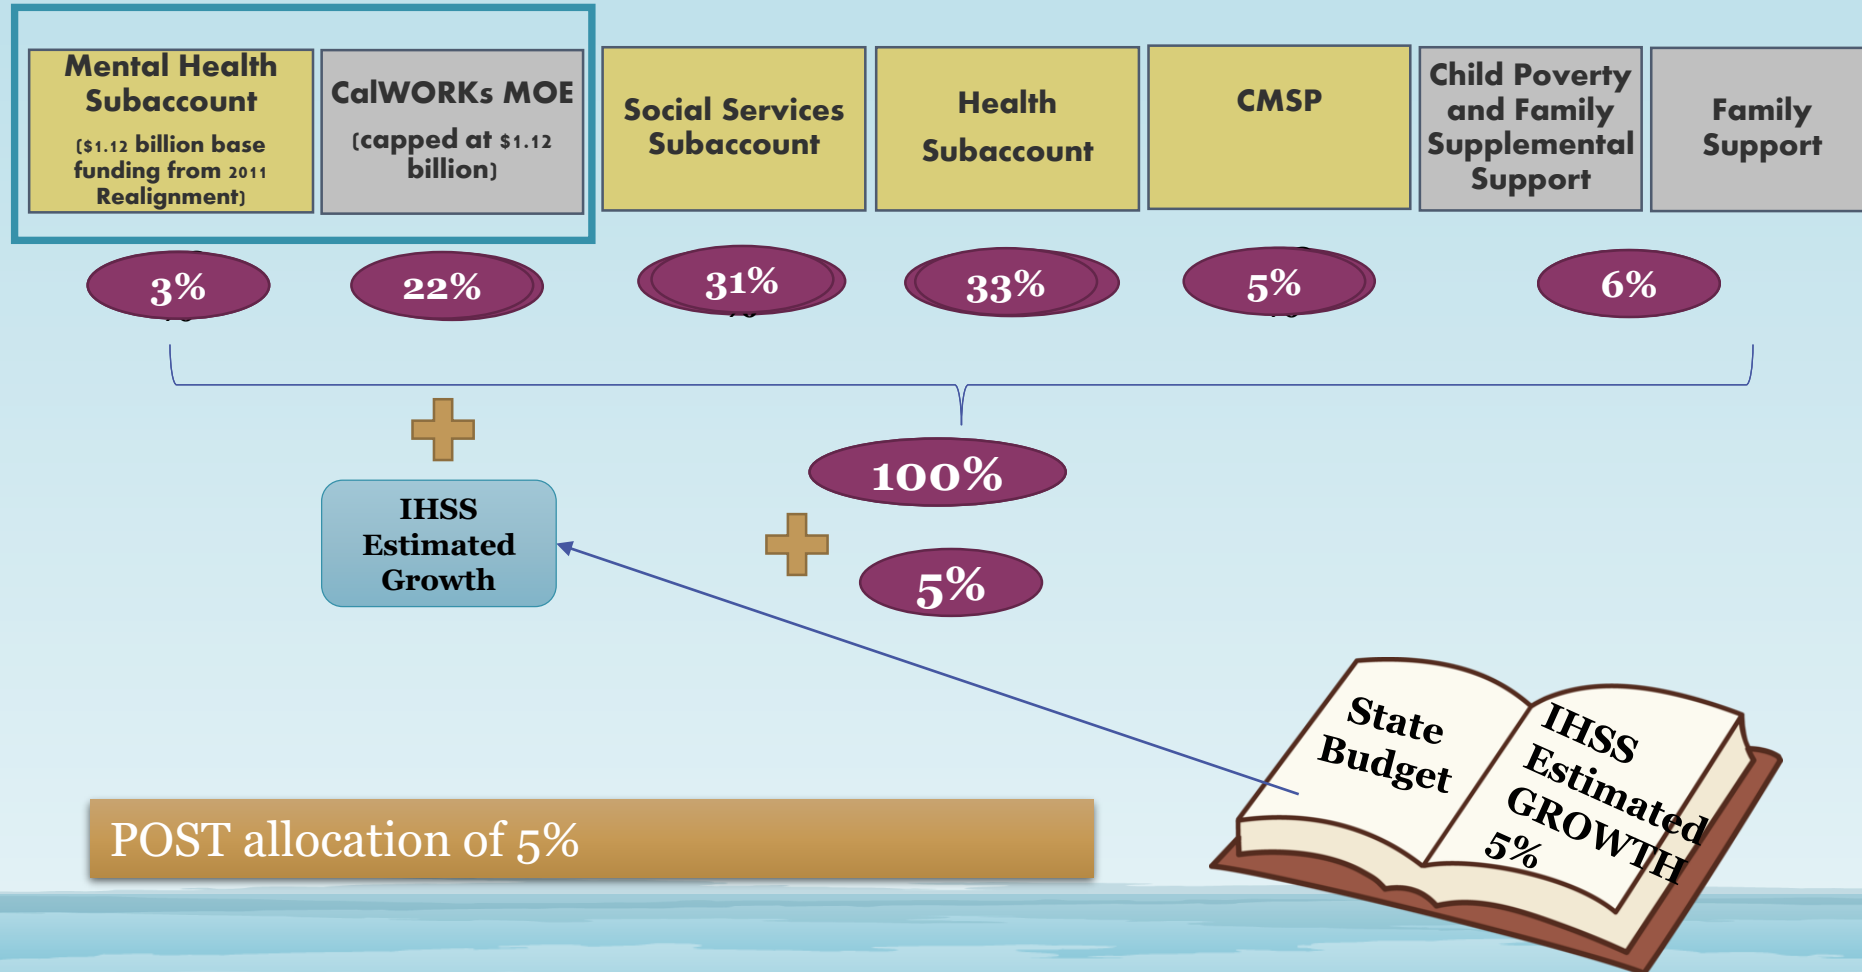 Mental Health
Subaccount
($1.12 billion base
funding from 2011
Realignment)
CalWORKs MOE
(capped at $1.12
billion)
Social Services
Subaccount
Health
Subaccount
CMSP
Child Poverty
and Family
Supplemental
Support
Family
Support
3%
22%
31%
33%
5%
6%
100%
IHSS
Estimated
Growth
5%
State
Budget
IHSS
Estimated
GROWTH
5%
POST allocation of 5%